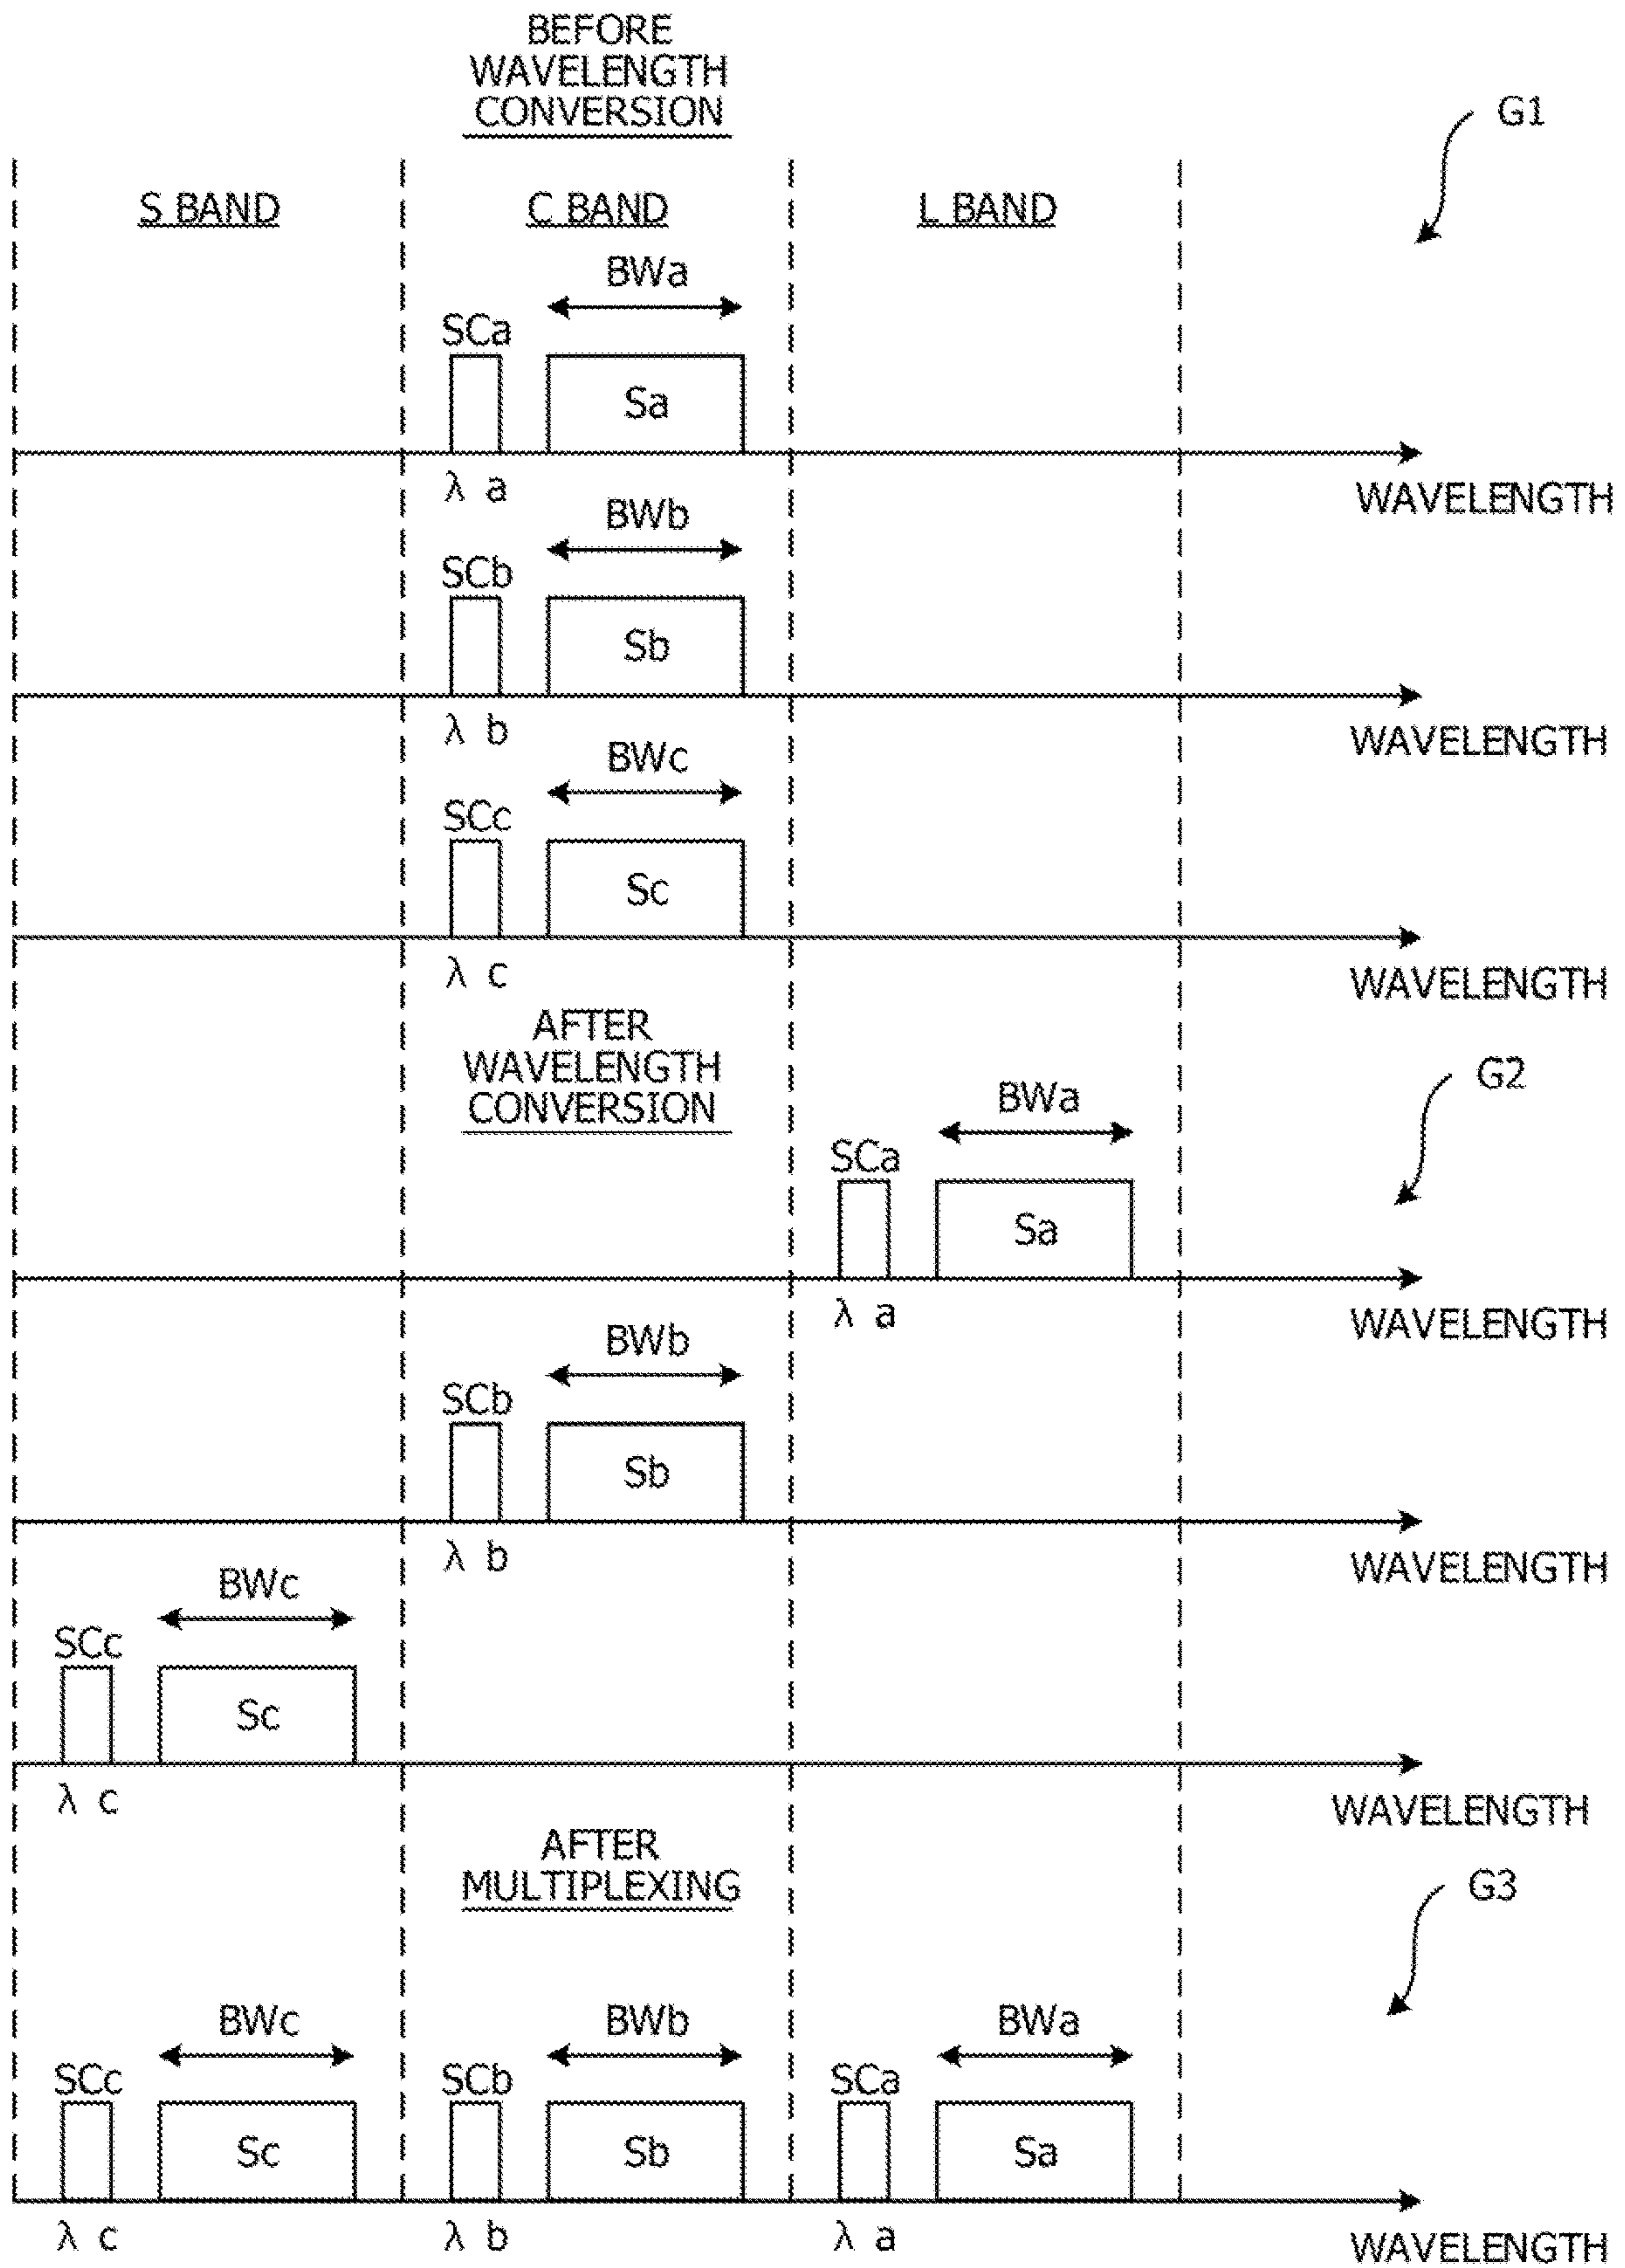 BEFORE
WAVELENGTH
CONVERSION
G1
S BAND
C BAND
L BAND
BWa
SCa
Sa
λ a
WAVELENGTH
BWb
SCb
Sb
λ b
WAVELENGTH
BWc
SCc
Sc
λ c
WAVELENGTH
AFTER
WAVELENGTH
CONVERSION
G2
BWa
SCa
Sa
λ a
WAVELENGTH
BWb
SCb
Sb
λ b
WAVELENGTH
BWc
SCc
Sc
λ c
WAVELENGTH
AFTER
MULTIPLEXING
G3
BWc
BWb
BWa
SCc
SCb
SCa
Sc
Sb
Sa
λ c
λ b
λ a
WAVELENGTH